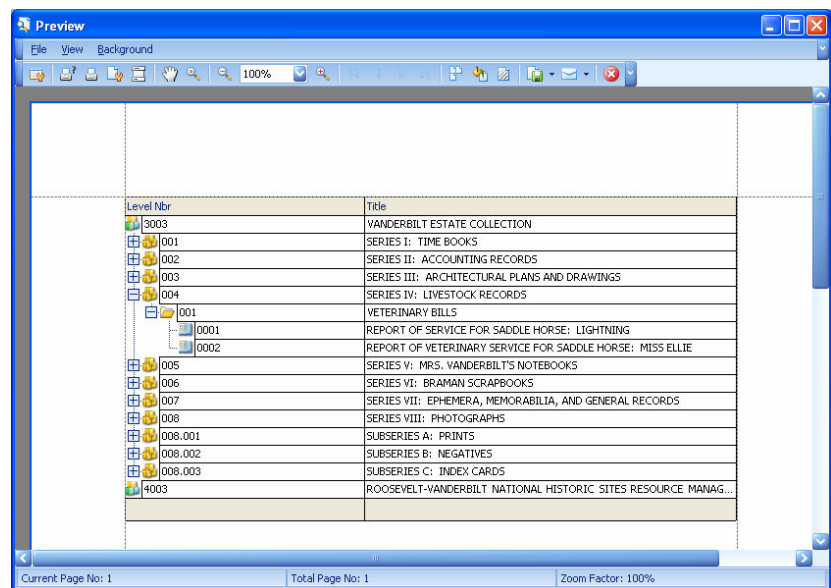 Preview
File View Background
100%
Level Nbr Title
3003 VANDERBILT ESTATE COLLECTION
001 SERIES I: TIME BOOKS
002 SERIES II: ACCOUNTING RECORDS
003 SERIES III: ARCHITECTURAL PLANS AND DRAWINGS
004 SERIES IV: LIVESTOCK RECORDS
001 VETERINARY BILLS
0001 REPORT OF SERVICE FOR SADDLE HORSE: LIGHTNING
0002 REPORT OF VETERINARY SERVICE FOR SADDLE HORSE: MISS ELLIE
005 SERIES V: MRS. VANDERBILT'S NOTEBOOKS
006 SERIES VI: BRAMAN SCRAPBOOKS
007 SERIES VII: EPHEMERA, MEMORABILIA, AND GENERAL RECORDS
008 SERIES VIII: PHOTOGRAPHS
008.001 SUBSERIES A: PRINTS
008.002 SUBSERIES B: NEGATIVES
008.003 SUBSERIES C: INDEX CARDS
4003 ROOSEVELT-VANDERBILT NATIONAL HISTORIC SITES RESOURCE MANAG...
Current Page No: 1 Total Page No: 1 Zoom Factor: 100%